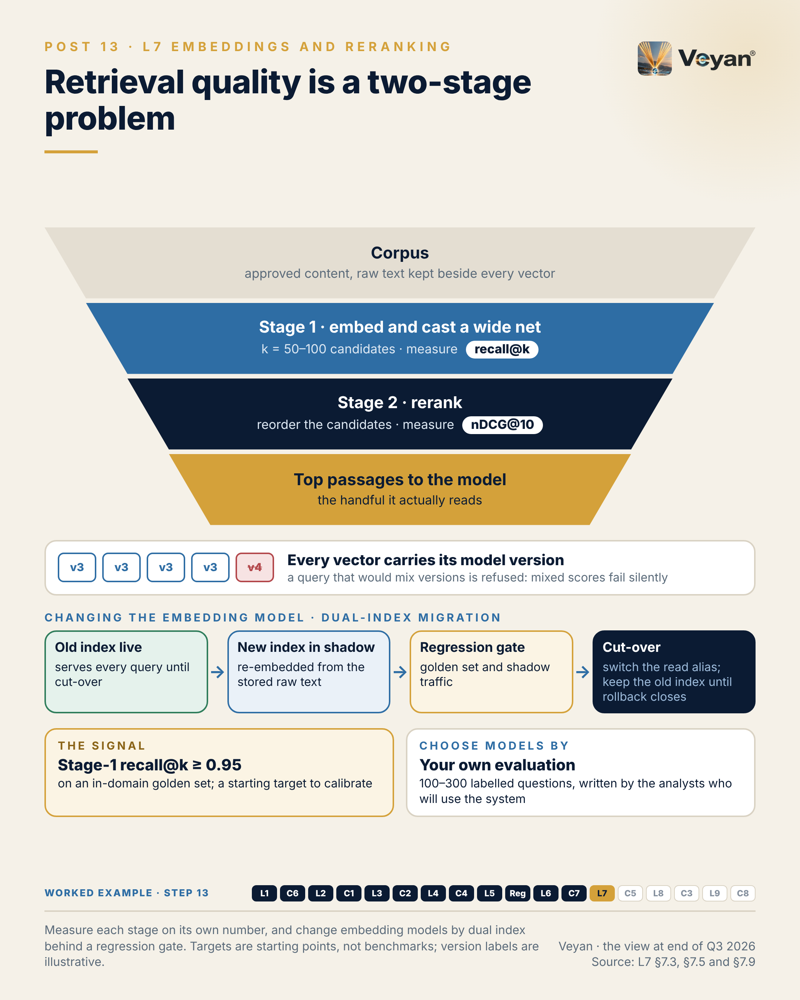 POST 13 · L7 EMBEDDINGS AND RERANKING
Veyan®
Retrieval quality is a two-stage
problem
Corpus
approved content, raw text kept beside every vector
Stage 1 · embed and cast a wide net
k = 50–100 candidates · measure recall@k
Stage 2 · rerank
reorder the candidates · measure nDCG@10
Top passages to the model
the handful it actually reads
v3 v3 v3 v3 v4
Every vector carries its model version
a query that would mix versions is refused: mixed scores fail silently
CHANGING THE EMBEDDING MODEL · DUAL-INDEX MIGRATION
Old index live
serves every query until
cut-over
→
New index in shadow
re-embedded from the
stored raw text
→
Regression gate
golden set and shadow
traffic
→
Cut-over
switch the read alias;
keep the old index until
rollback closes
THE SIGNAL
Stage-1 recall@k ≥ 0.95
on an in-domain golden set; a starting target to calibrate
CHOOSE MODELS BY
Your own evaluation
100–300 labelled questions, written by the analysts who
will use the system
WORKED EXAMPLE · STEP 13
L1 C6 L2 C1 L3 C2 L4 C4 L5 Reg L6 C7 L7 C5 L8 C3 L9 C8
Measure each stage on its own number, and change embedding models by dual index
behind a regression gate. Targets are starting points, not benchmarks; version labels are
illustrative.
Veyan · the view at end of Q3 2026
Source: L7 §7.3, §7.5 and §7.9